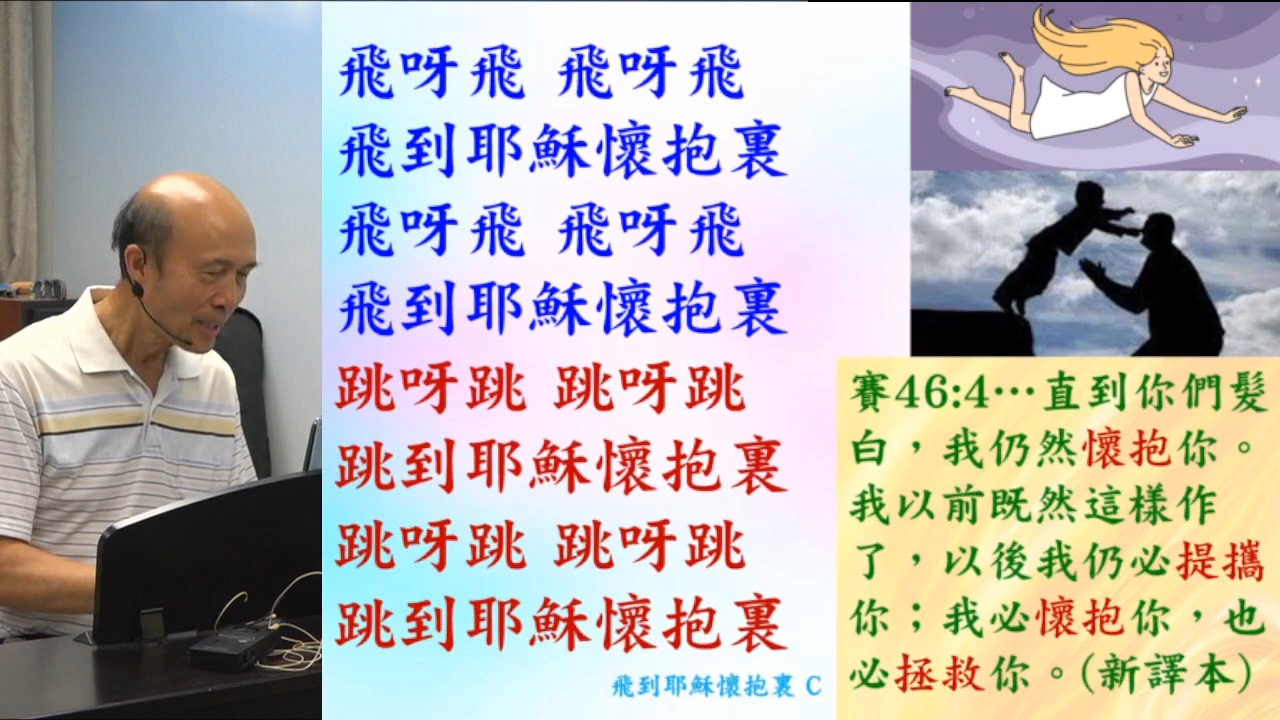 飛呀飛 飛呀飛
飛到耶穌懷抱裏
飛呀飛 飛呀飛
飛到耶穌懷抱裏
跳呀跳 跳呀跳
跳到耶穌懷抱裏
跳呀跳 跳呀跳
跳到耶穌懷抱裏
飛到耶穌懷抱裏 C
賽46:4…直到你們髮
白，我仍然懷抱你。
我以前既然這樣作
了，以後我仍必提攜
你；我必懷抱你，也
必拯救你。(新譯本)